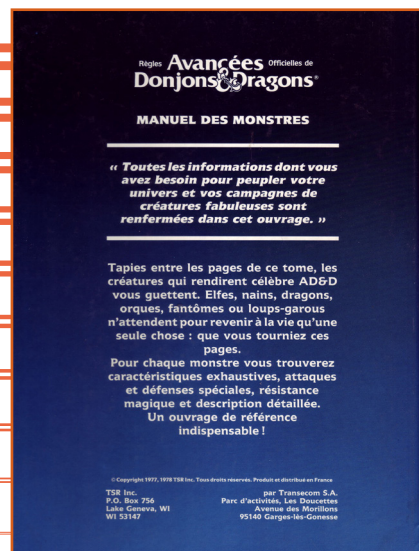 Règles Avancées Officielles de
Donjons & Dragons®
MANUEL DES MONSTRES
« Toutes les informations dont vous
avez besoin pour peupler votre
univers et vos campagnes de
créatures fabuleuses sont
renfermées dans cet ouvrage. »
Tapies entre les pages de ce tome, les
créatures qui rendirent célèbre AD&D
vous guettent. Elfes, nains, dragons,
orques, fantômes ou loups-garous
n'attendent pour revenir à la vie qu'une
seule chose : que vous tourniez ces
pages.
Pour chaque monstre vous trouverez
caractéristiques exhaustives, attaques
et défenses spéciales, résistance
magique et description détaillée.
Un ouvrage de référence
indispensable !
© Copyright 1977, 1978 TSR Inc. Tous droits réservés. Produit et distribué en France
TSR Inc.
P.O. Box 756
Lake Geneva, WI
WI 53147
par Transecom S.A.
Parc d'activités, Les Doucettes
Avenue des Morillons
95140 Garges-lès-Gonesse